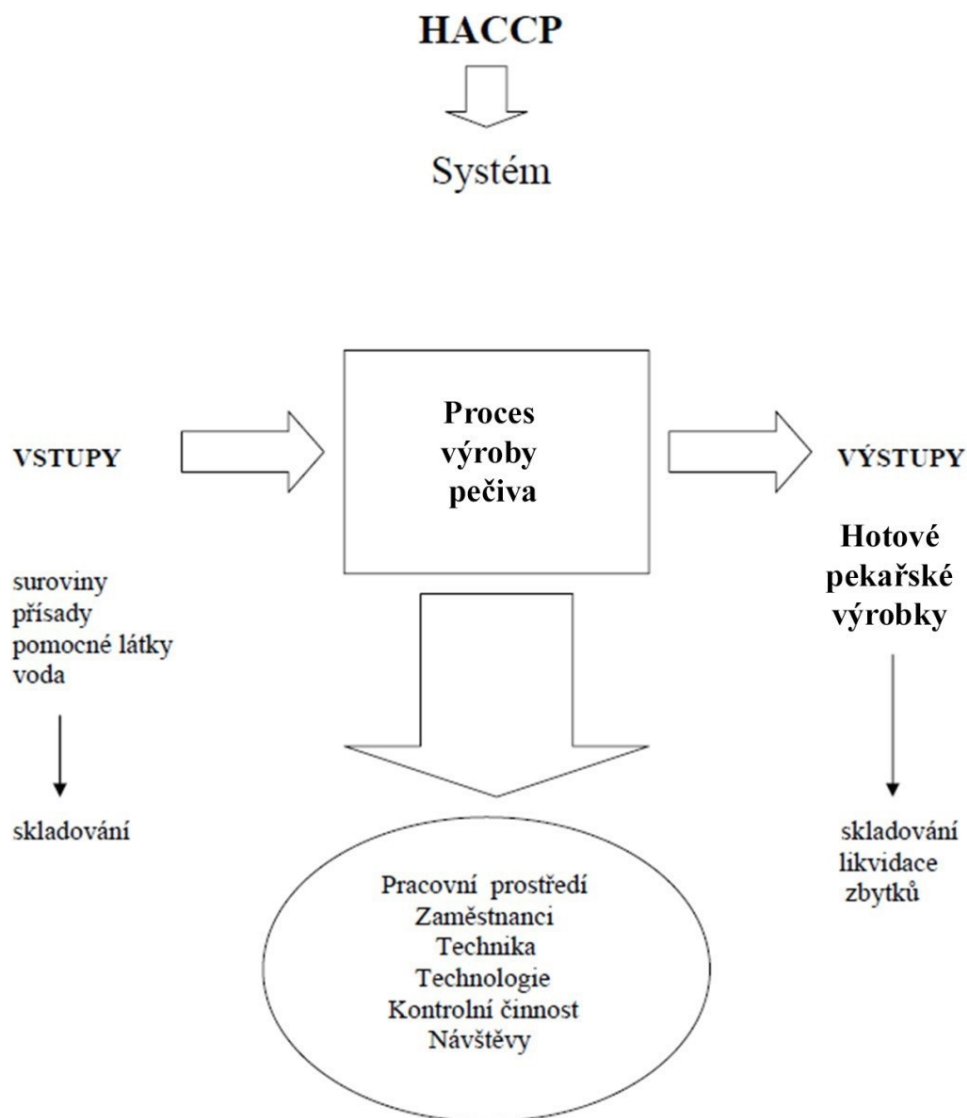 HACCP
Systém
Proces
výroby
pečiva
VSTUPY
VÝSTUPY
suroviny
přísady
pomocné látky
voda
Hotové
pekařské
výrobky
skladování
skladování
likvidace
zbytků
Pracovní prostředí
Zaměstnanci
Technika
Technologie
Kontrolní činnost
Návštěvy